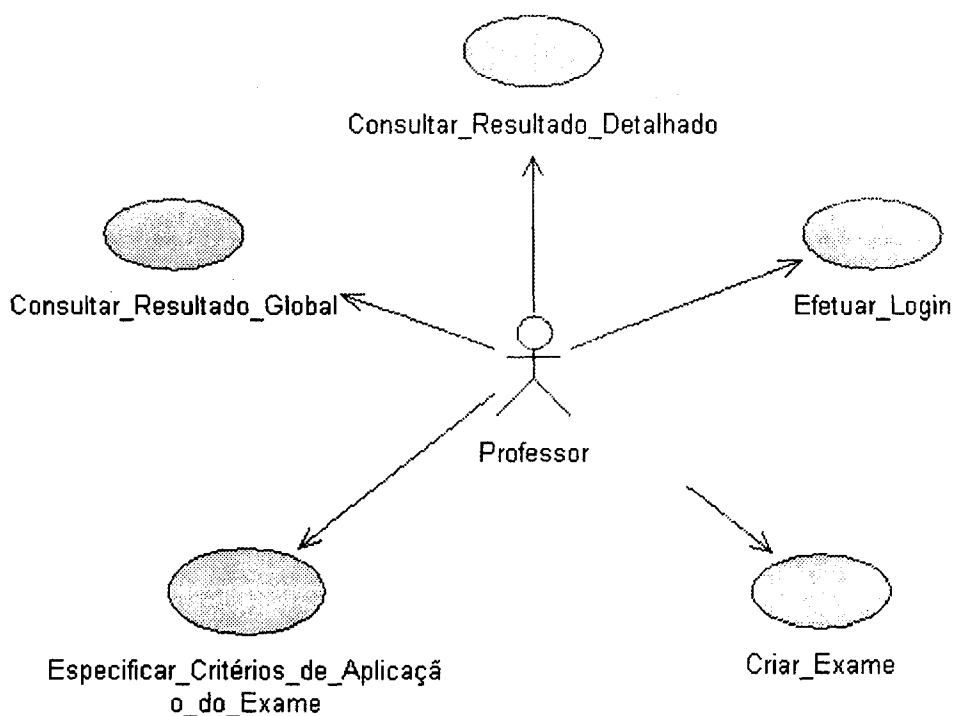 Consultar_Resultado_Detalhado
Consultar_Resultado_Global
Efetuar_Login
Professor
Especificar_Critérios_de_Aplicaçã
o_do_Exame
Criar_Exame